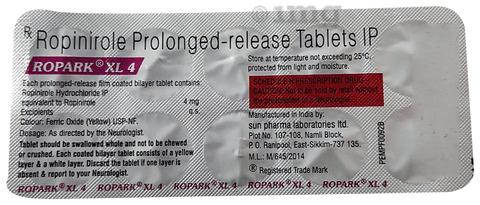 1mg
Rx Ropinirole Prolonged-release Tablets IP
ROPARK® XL 4
Each prolonged-release film coated bilayer tablet contains:
Ropinirole Hydrochloride IP
equivalent to Ropinirole 4 mg
Excipients q.s.
Colour: Ferric Oxide (Yellow) USP-NF.
Dosage: As directed by the Neurologist.
Tablet should be swallowed whole and not to be chewed
or crushed. Each coated bilayer tablet consists of a yellow
layer & a white layer. Discard the tablet if one layer is
absent & report to your Neurologist.
Store at temperature not exceeding 25°C,
protected from light and moisture.
SCHEDULE H PRESCRIPTION DRUG -
CAUTION: Not to be sold by retail without
the prescription of a Neurologist.
Manufactured in India by:
sun pharma laboratories ltd.
Plot No. 107-108, Namli Block,
P. O. Ranipool, East-Sikkim-737 135.
M.L.: M/645/2014
® Registered Trade Mark
PEMPF0092B
ROPARK® XL 4 ROPARK® XL 4 ROPARK® XL 4 ROPARK® XL 4 ROPARK® XL 4